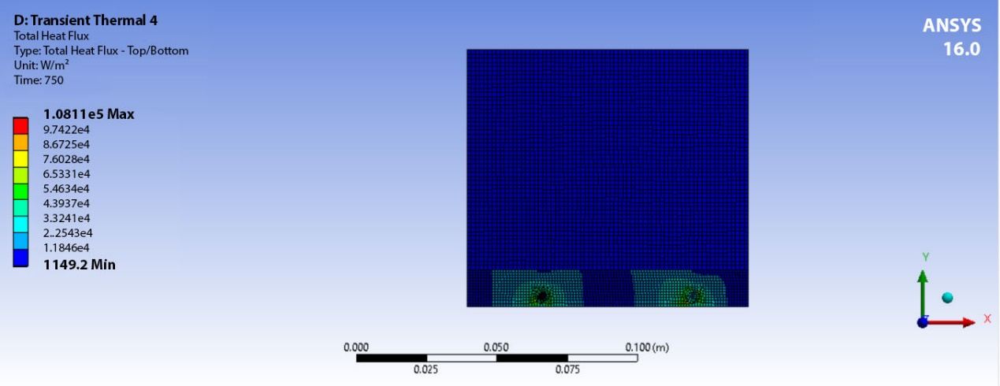 D: Transient Thermal 4
Total Heat Flux
Type: Total Heat Flux - Top/Bottom
Unit: W/m²
Time: 750
ANSYS
16.0
1.0811e5 Max
9.7422e4
8.6725e4
7.6028e4
6.5331e4
5.4634e4
4.3937e4
3.3241e4
2..2543e4
1.1846e4
1149.2 Min
Y
X
Z
0.000
0.050
0.100 (m)
0.025
0.075